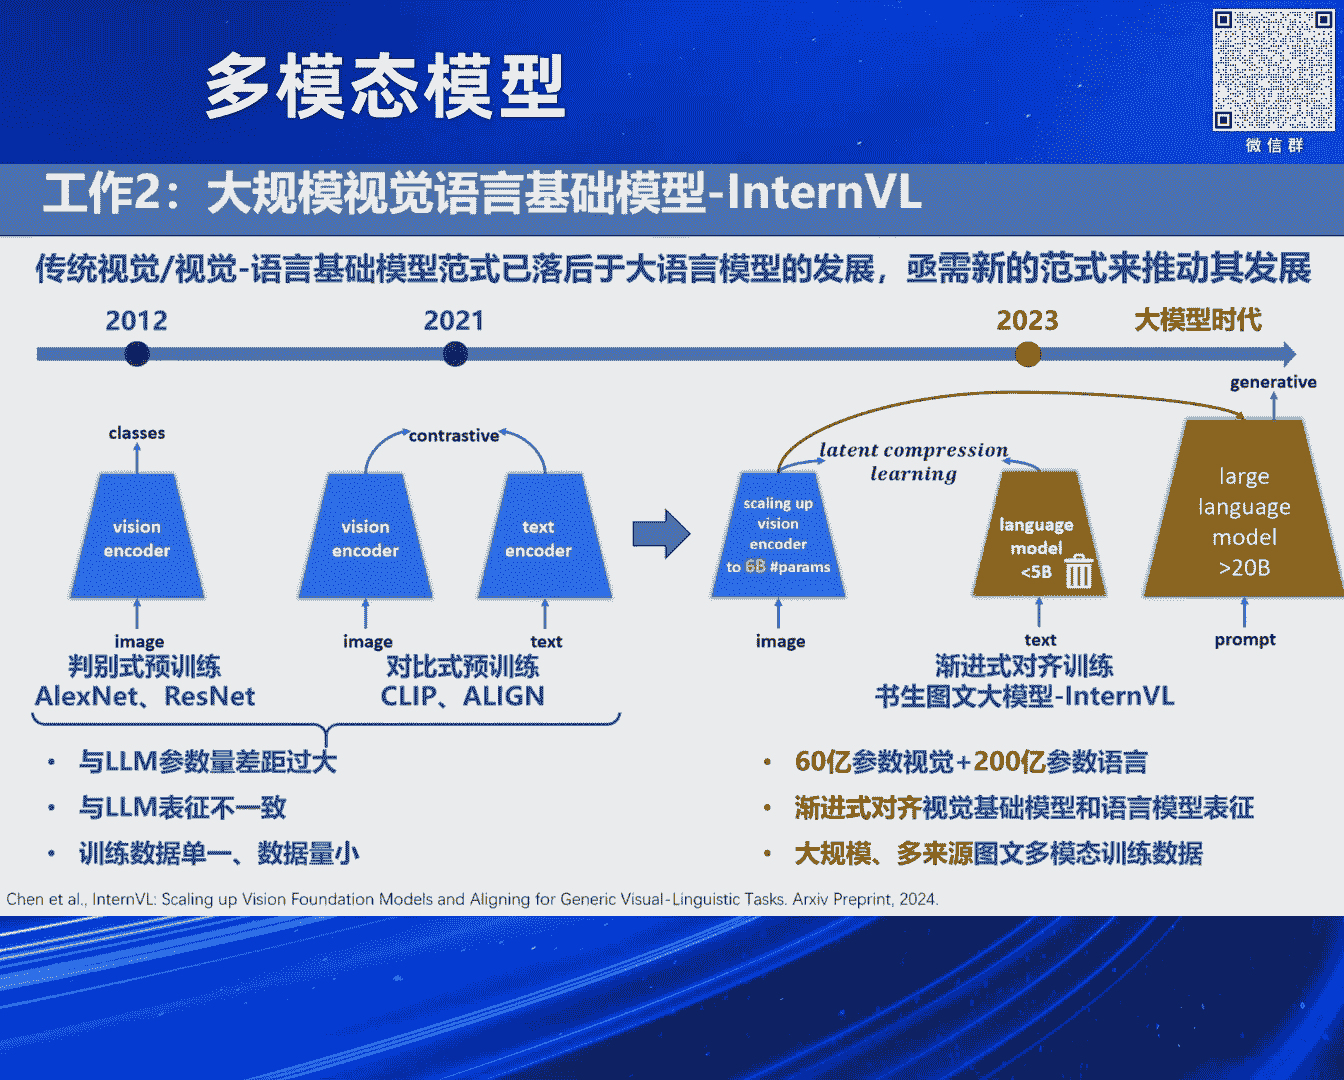 多模态模型
微信群
工作2：大规模视觉语言基础模型-InternVL
传统视觉/视觉-语言基础模型范式已落后于大语言模型的发展，亟需新的范式来推动其发展
2012
2021
2023
大模型时代
generative
classes
contrastive
latent compression
learning
vision
encoder
vision
encoder
text
encoder
scaling up
vision
encoder
to 6B #params
language
model
<5B
large
language
model
>20B
image
image
text
image
text
prompt
判别式预训练
AlexNet、ResNet
对比式预训练
CLIP、ALIGN
渐进式对齐训练
书生图文大模型-InternVL
• 与LLM参数量差距过大
• 与LLM表征不一致
• 训练数据单一、数据量小
• 60亿参数视觉+200亿参数语言
• 渐进式对齐视觉基础模型和语言模型表征
• 大规模、多来源图文多模态训练数据
Chen et al., InternVL: Scaling up Vision Foundation Models and Aligning for Generic Visual-Linguistic Tasks. Arxiv Preprint, 2024.